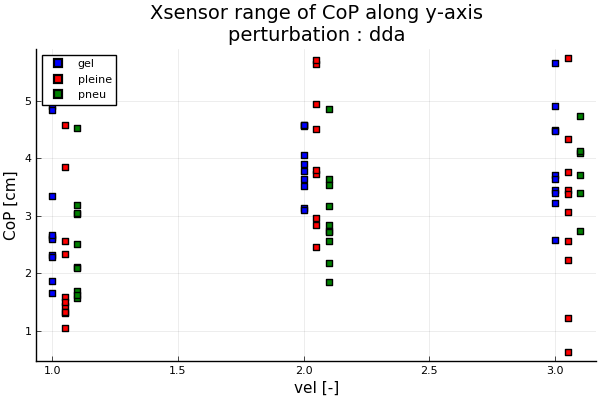 Xsensor range of CoP along y-axis
perturbation : dda
gel
pleine
pneu
CoP [cm]
5
4
3
2
1
1.0 1.5 2.0 2.5 3.0
vel [-]